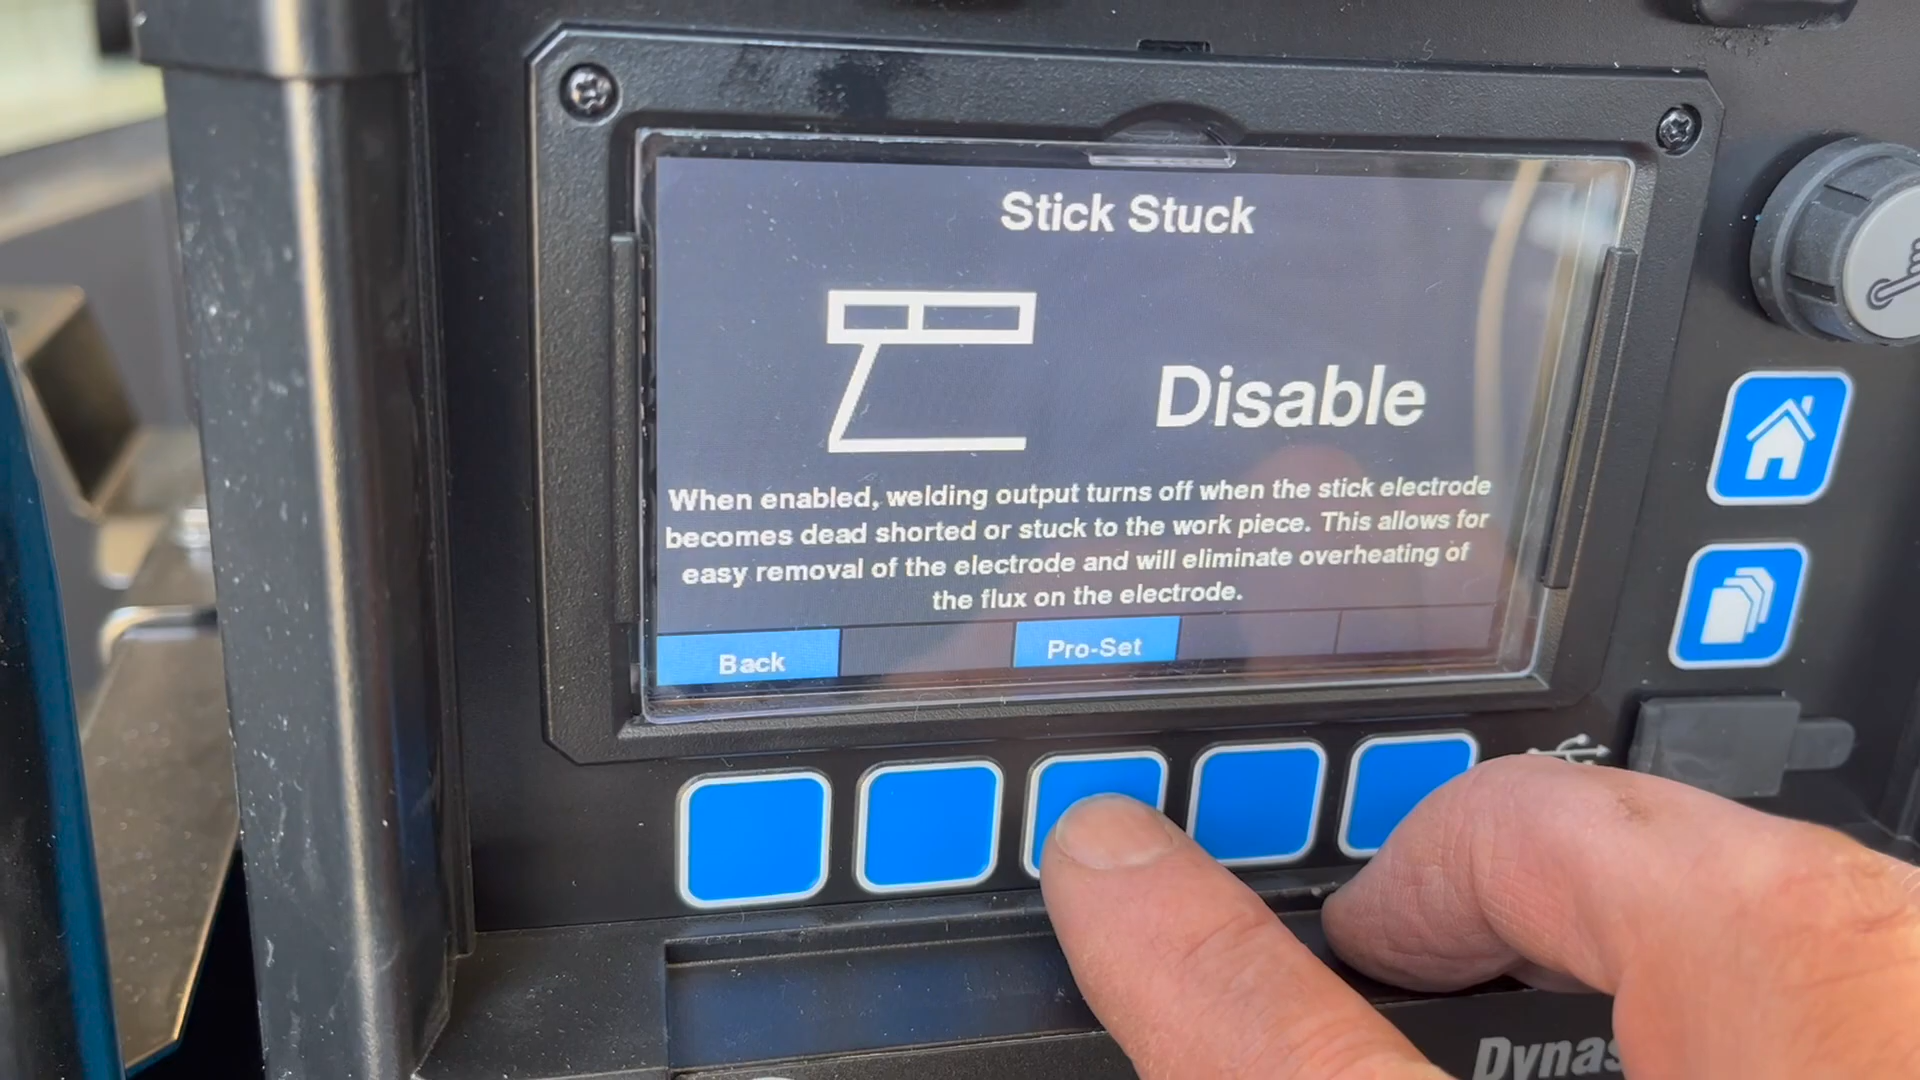 Stick Stuck
Disable
When enabled, welding output turns off when the stick electrode
becomes dead shorted or stuck to the work piece. This allows for
easy removal of the electrode and will eliminate overheating of
the flux on the electrode.
Back Pro-Set
Dynas